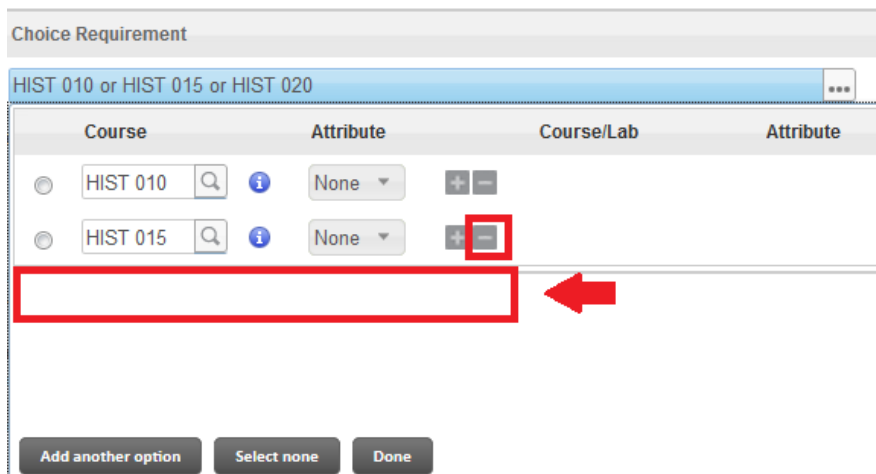 Choice Requirement
HIST 010 or HIST 015 or HIST 020
Course Attribute Course/Lab Attribute
HIST 010 None
HIST 015 None
Add another option Select none Done